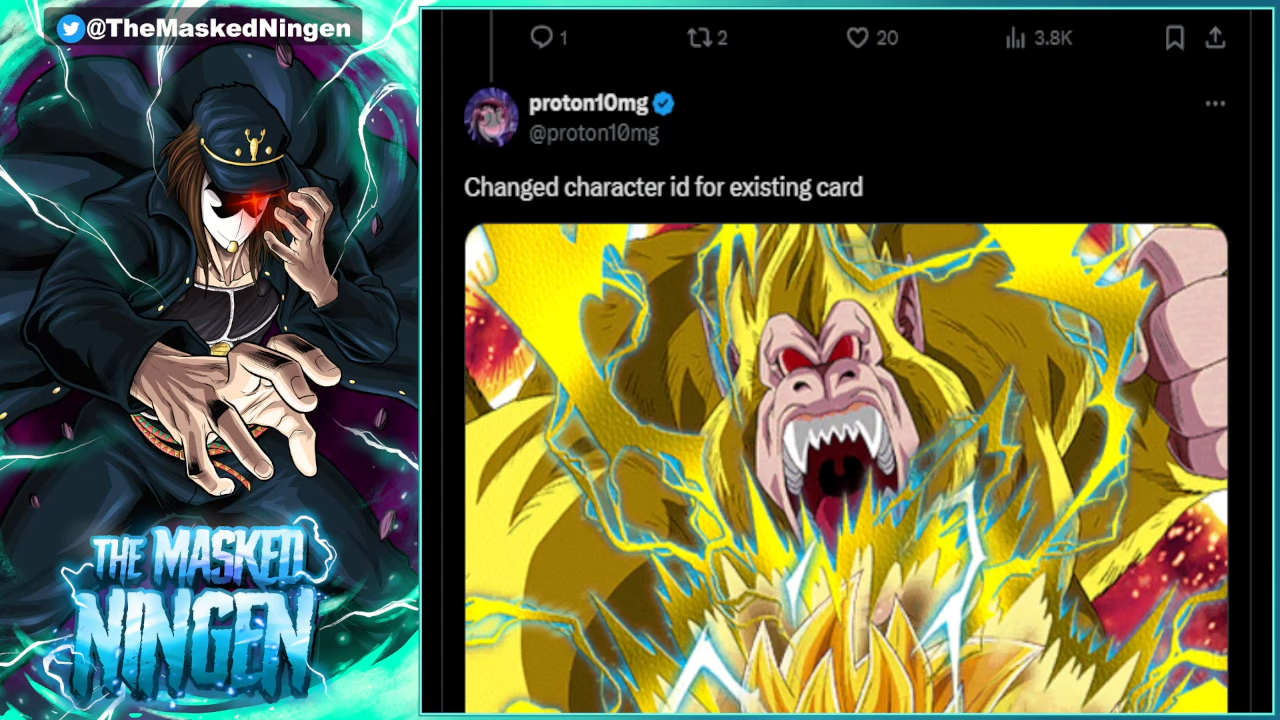 @TheMaskedNingen
THE MASKED
NINGEN
1 2 20 3.8K
proton10mg
@proton10mg
Changed character id for existing card